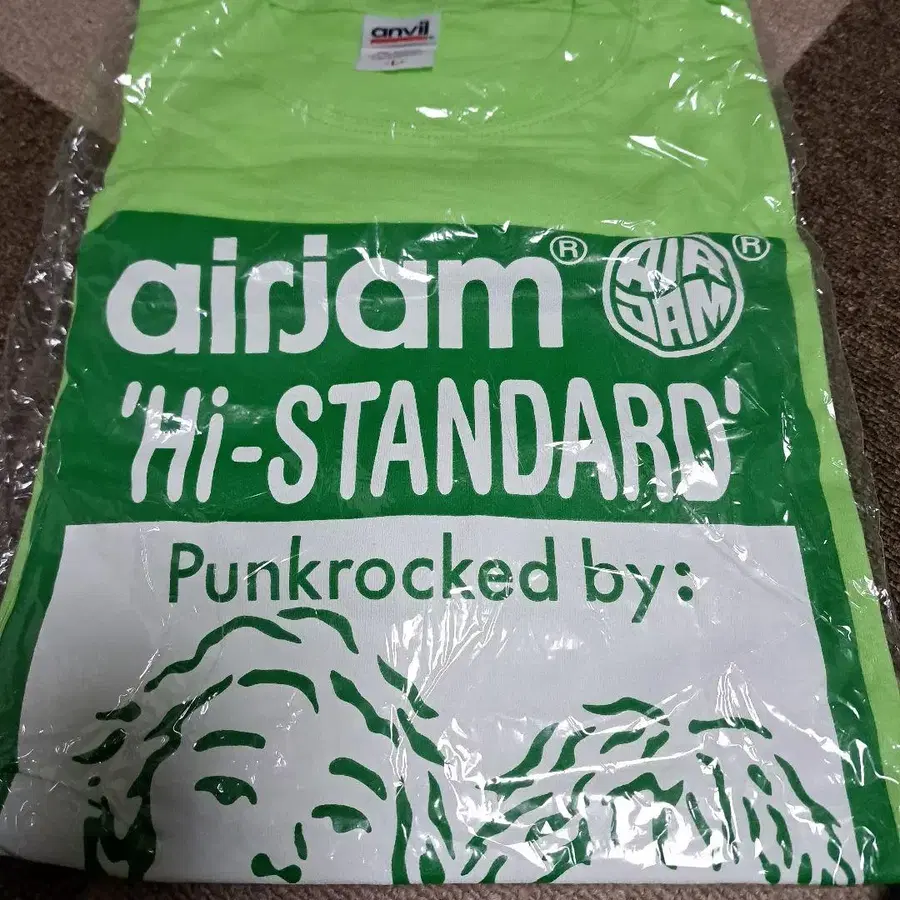 anvil®
L
airjam® AIR JAM®
'Hi-STANDARD'
Punkrocked by: